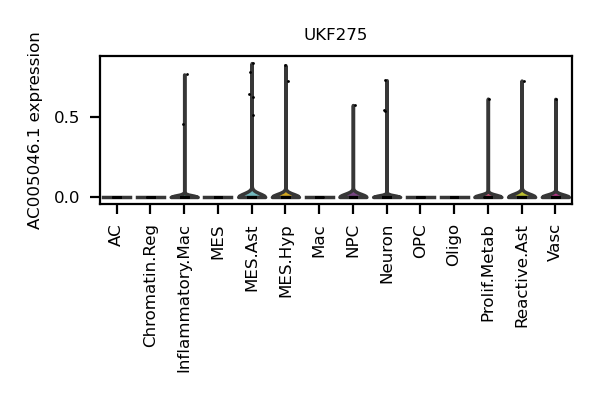 UKF275
AC005046.1 expression
0.5
0.0
AC
Chromatin.Reg
Inflammatory.Mac
MES
MES.Ast
MES.Hyp
Mac
NPC
Neuron
OPC
Oligo
Prolif.Metab
Reactive.Ast
Vasc